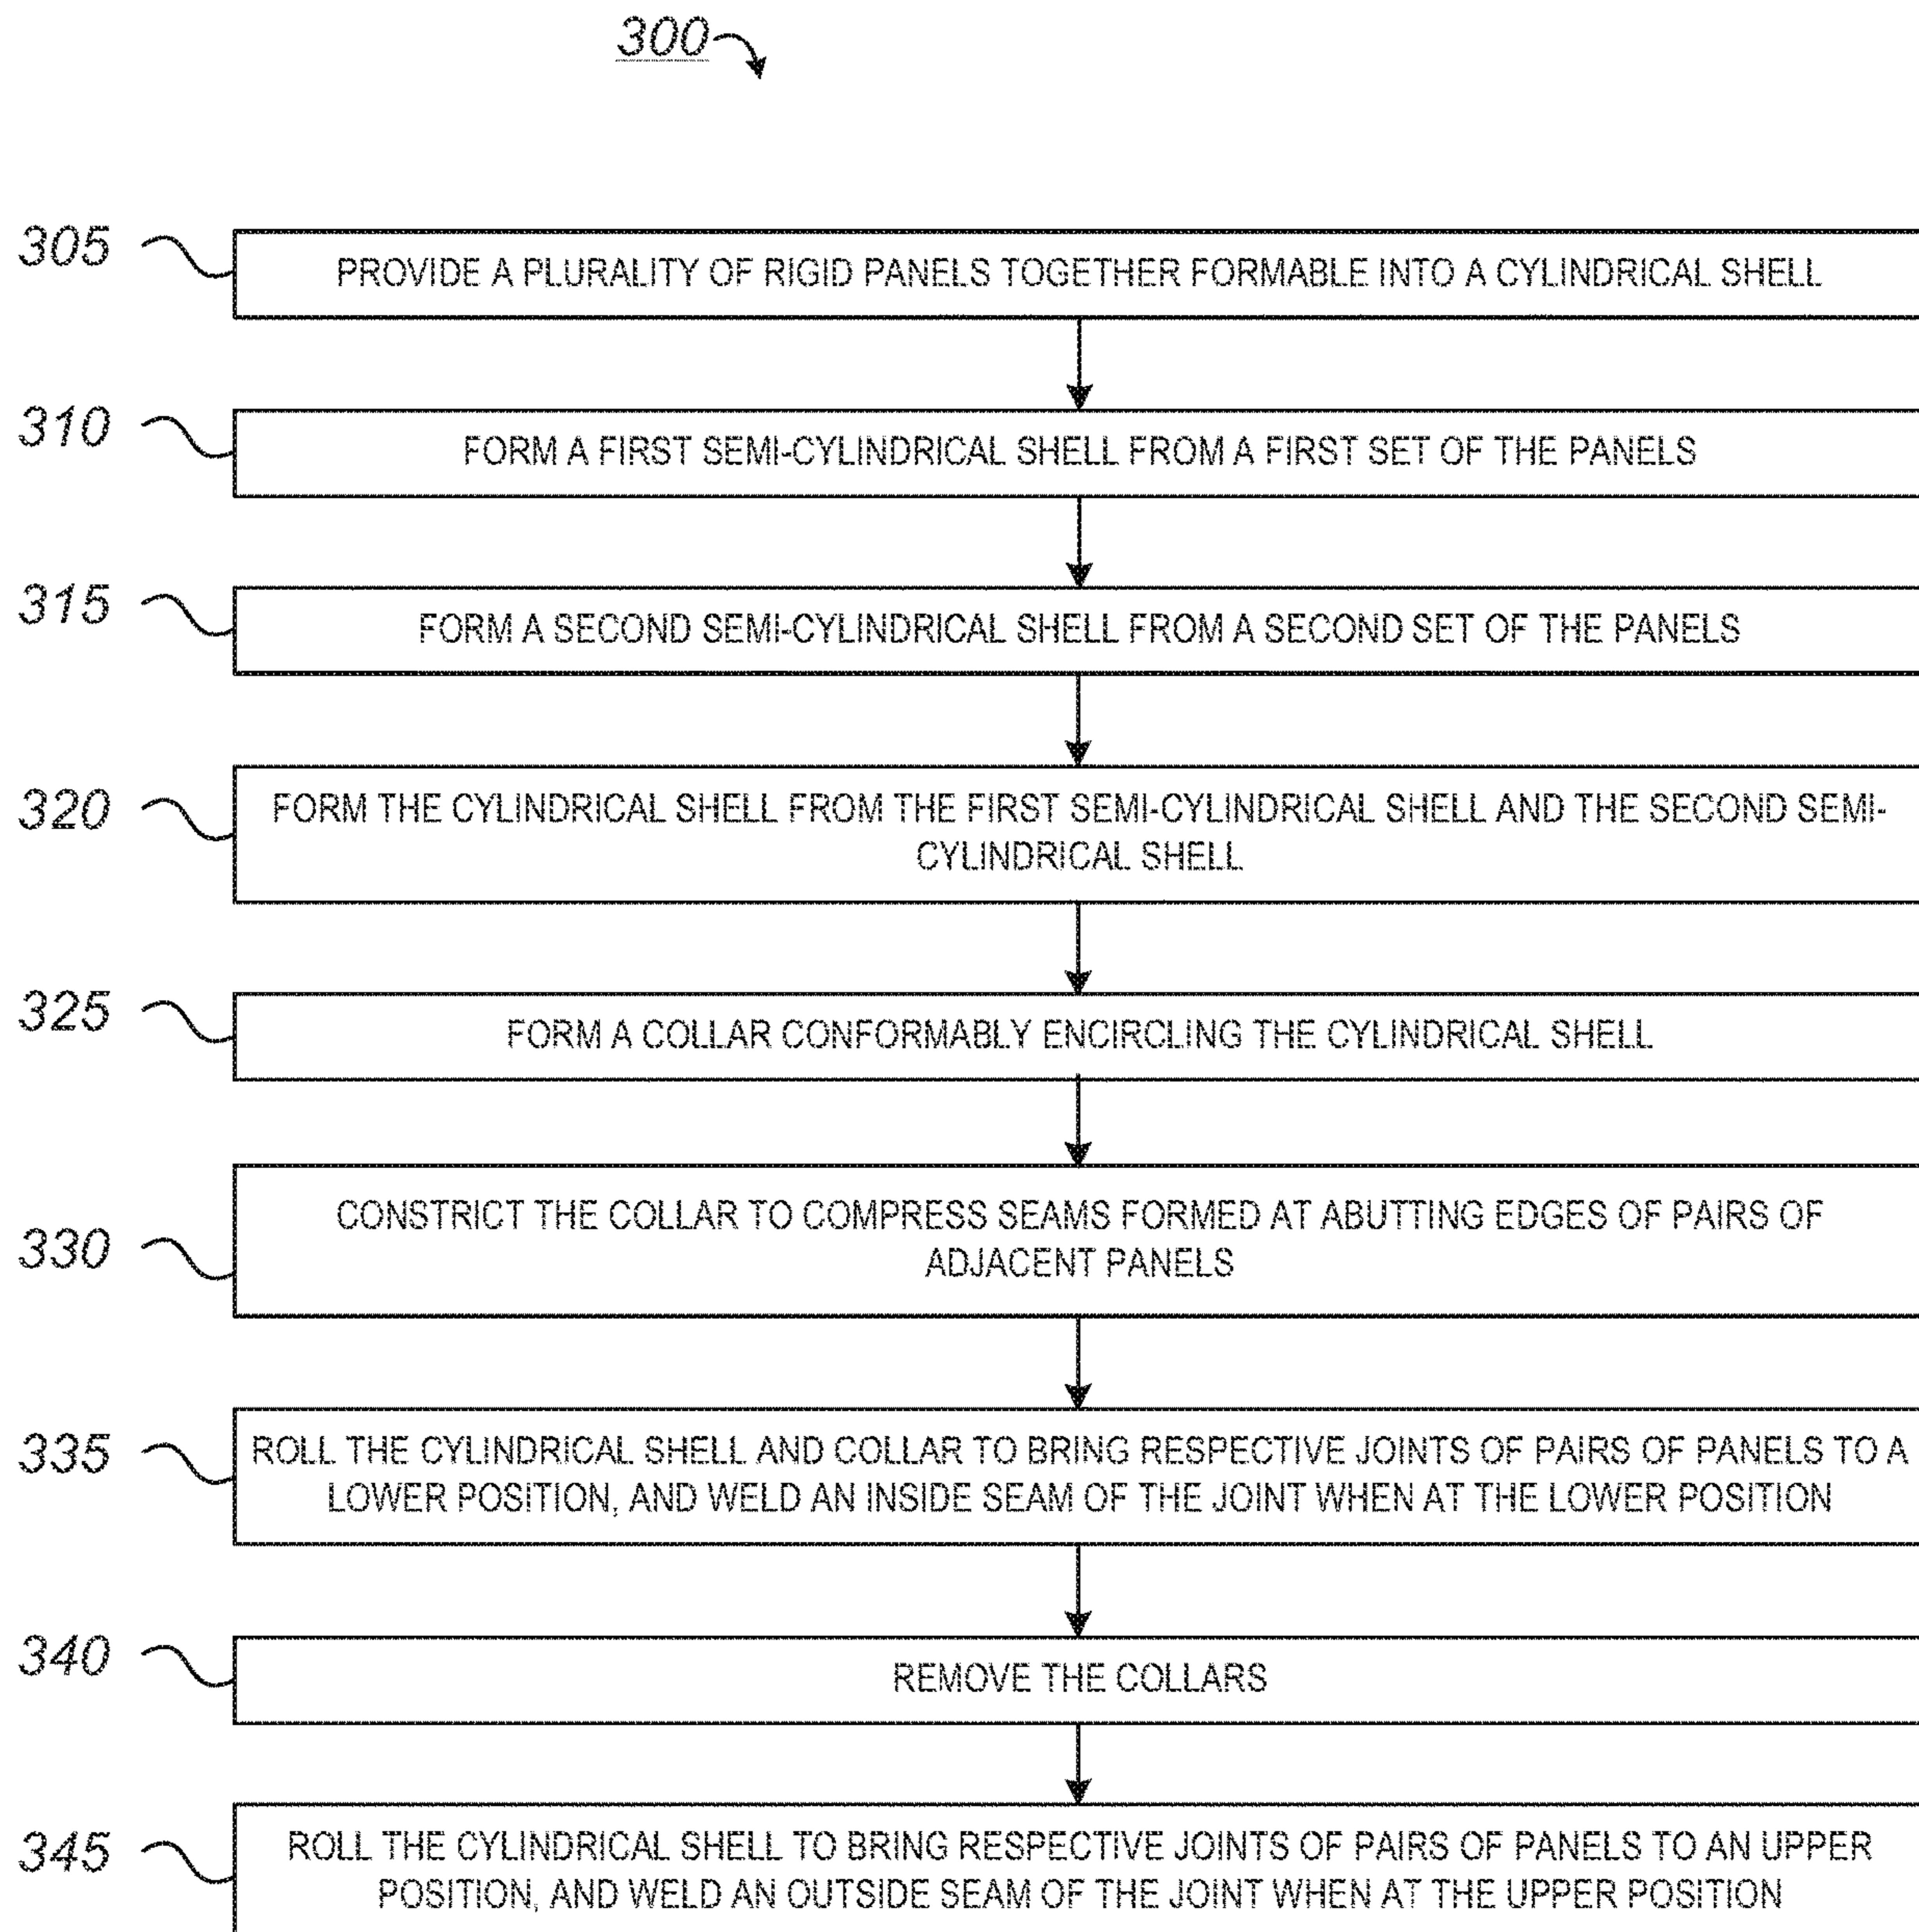 300
305
PROVIDE A PLURALITY OF RIGID PANELS TOGETHER FORMABLE INTO A CYLINDRICAL SHELL
310
FORM A FIRST SEMI-CYLINDRICAL SHELL FROM A FIRST SET OF THE PANELS
315
FORM A SECOND SEMI-CYLINDRICAL SHELL FROM A SECOND SET OF THE PANELS
320
FORM THE CYLINDRICAL SHELL FROM THE FIRST SEMI-CYLINDRICAL SHELL AND THE SECOND SEMI-
CYLINDRICAL SHELL
325
FORM A COLLAR CONFORMABLY ENCIRCLING THE CYLINDRICAL SHELL
330
CONSTRICT THE COLLAR TO COMPRESS SEAMS FORMED AT ABUTTING EDGES OF PAIRS OF
ADJACENT PANELS
335
ROLL THE CYLINDRICAL SHELL AND COLLAR TO BRING RESPECTIVE JOINTS OF PAIRS OF PANELS TO A
LOWER POSITION, AND WELD AN INSIDE SEAM OF THE JOINT WHEN AT THE LOWER POSITION
340
REMOVE THE COLLARS
345
ROLL THE CYLINDRICAL SHELL TO BRING RESPECTIVE JOINTS OF PAIRS OF PANELS TO AN UPPER
POSITION, AND WELD AN OUTSIDE SEAM OF THE JOINT WHEN AT THE UPPER POSITION